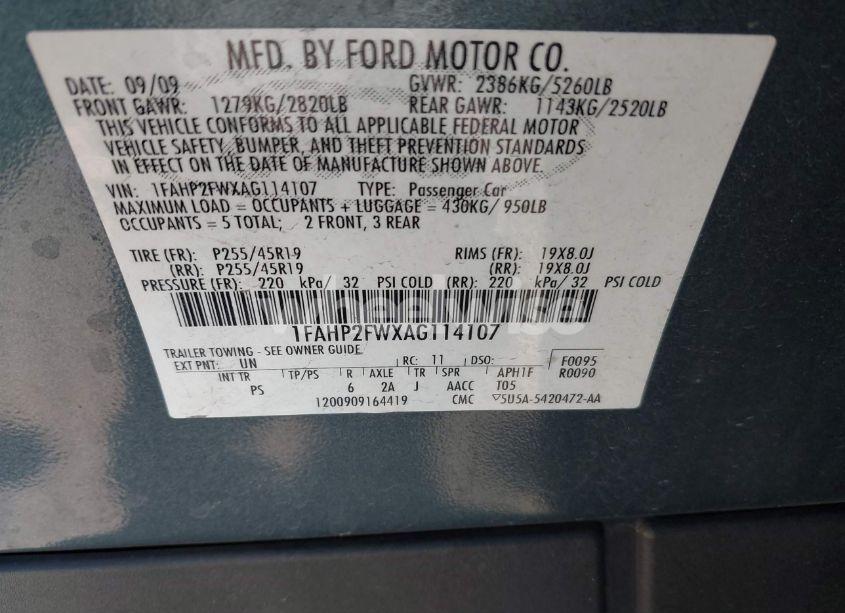 MFD. BY FORD MOTOR CO.
DATE: 09/09 GVWR: 2386KG/5260LB
FRONT GAWR: 1279KG/2820LB REAR GAWR: 1143KG/2520LB
THIS VEHICLE CONFORMS TO ALL APPLICABLE FEDERAL MOTOR
VEHICLE SAFETY, BUMPER, AND THEFT PREVENTION STANDARDS
IN EFFECT ON THE DATE OF MANUFACTURE SHOWN ABOVE.
VIN: 1FAHP2FWXAG114107 TYPE: Passenger Car
MAXIMUM LOAD = OCCUPANTS + LUGGAGE = 430KG/ 950LB
OCCUPANTS = 5 TOTAL; 2 FRONT, 3 REAR
TIRE (FR): P255/45R19 RIMS (FR): 19X8.0J
(RR): P255/45R19 (RR): 19X8.0J
PRESSURE (FR): 220 kPa/ 32 PSI COLD (RR): 220 kPa/ 32 PSI COLD
1FAHP2FWXAG114107
TRAILER TOWING - SEE OWNER GUIDE
EXT PNT: UN RC: 11 DSO: F0095
INT TR TP/PS R AXLE TR SPR APH1F R0090
PS 6 2A J AACC T05
1200909164419 CMC ▽5U5A-5420472-AA